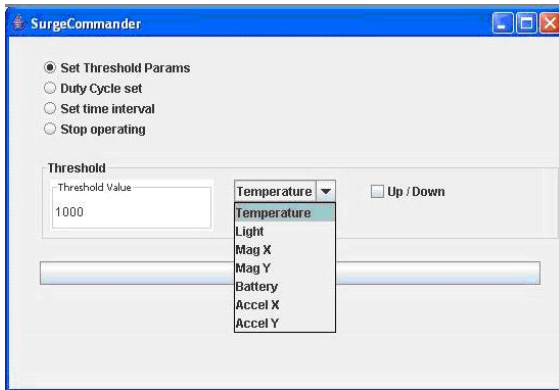 SurgeCommander
Set Threshold Params
Duty Cycle set
Set time interval
Stop operating
Threshold
Threshold Value
1000
Temperature
Up / Down
Temperature
Light
Mag X
Mag Y
Battery
Accel X
Accel Y